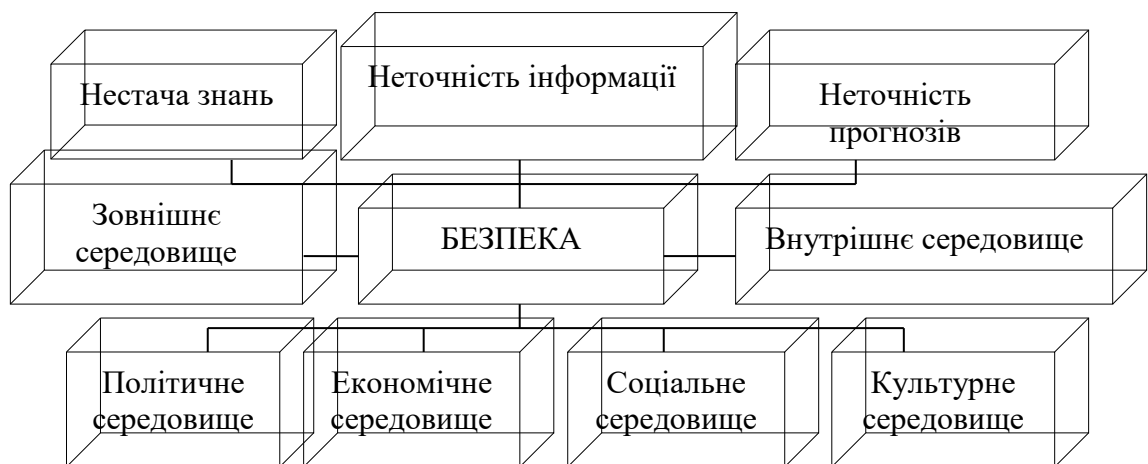 Нестача знань
Неточність інформації
Неточність
прогнозів
Зовнішнє
середовище
БЕЗПЕКА
Внутрішнє середовище
Політичне
середовище
Економічне
середовище
Соціальне
середовище
Культурне
середовище